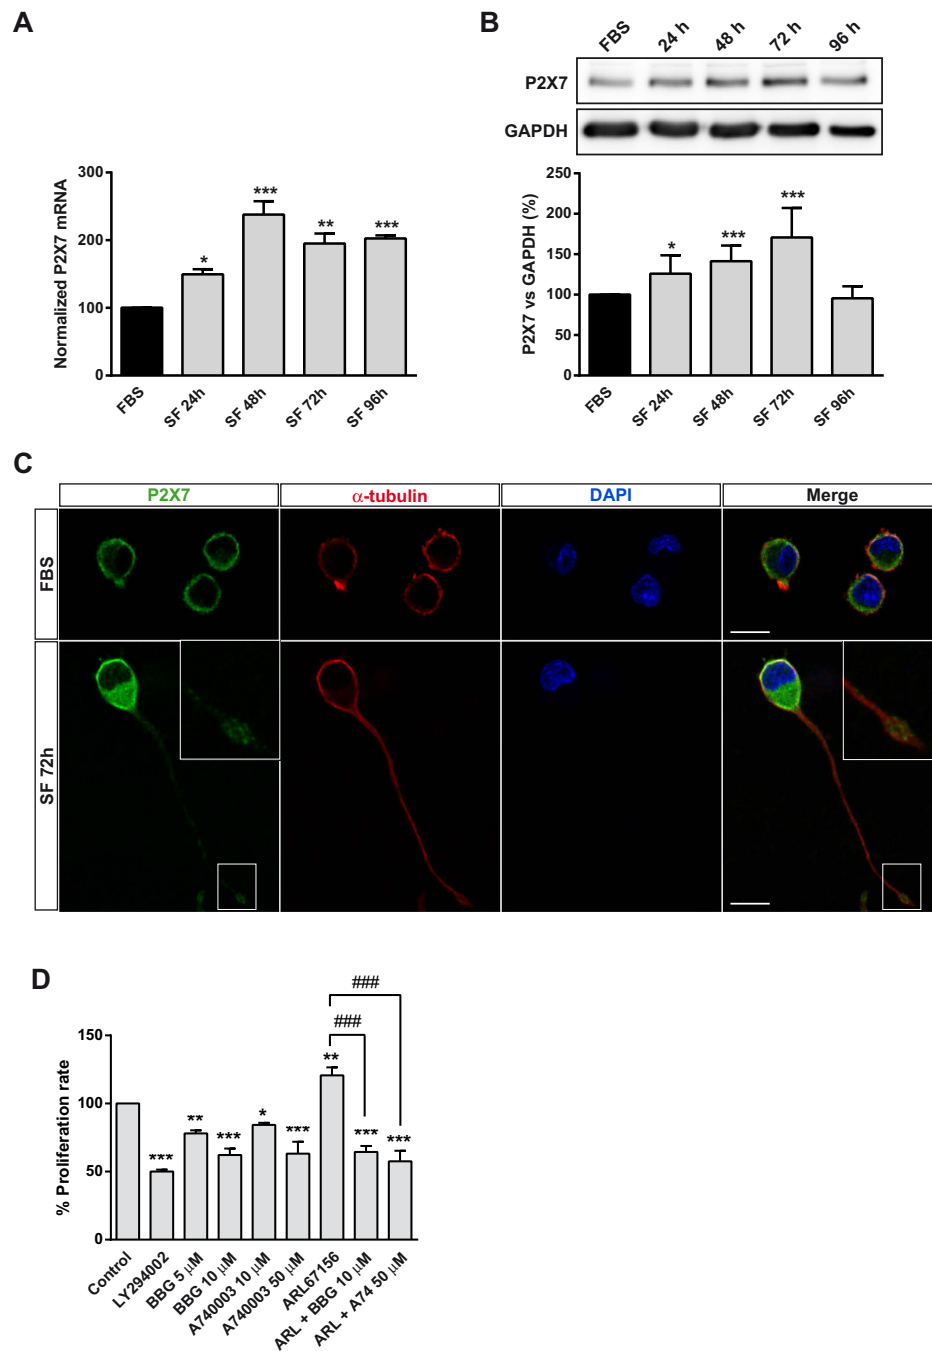 A
Normalized P2X7 mRNA
300
200
100
0
*
***
**
***
FBS
SF 24h
SF 48h
SF 72h
SF 96h
B
FBS
24 h
48 h
72 h
96 h
P2X7
GAPDH
P2X7 vs GAPDH (%)
250
200
150
100
50
0
*
***
***
FBS
SF 24h
SF 48h
SF 72h
SF 96h
C
P2X7
α-tubulin
DAPI
Merge
FBS
SF 72h
D
% Proliferation rate
150
100
50
0
###
###
***
**
***
*
***
**
***
***
Control
LY294002
BBG 5 μM
BBG 10 μM
A740003 10 μM
A740003 50 μM
ARL67156
ARL + BBG 10 μM
ARL + A74 50 μM